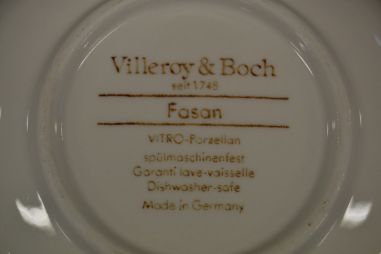 Villeroy & Boch
seit 1748
Fasan
VITRO-Porzellan
spülmaschinenfest
Garanti lave-vaisselle
Dishwasher-safe
Made in Germany